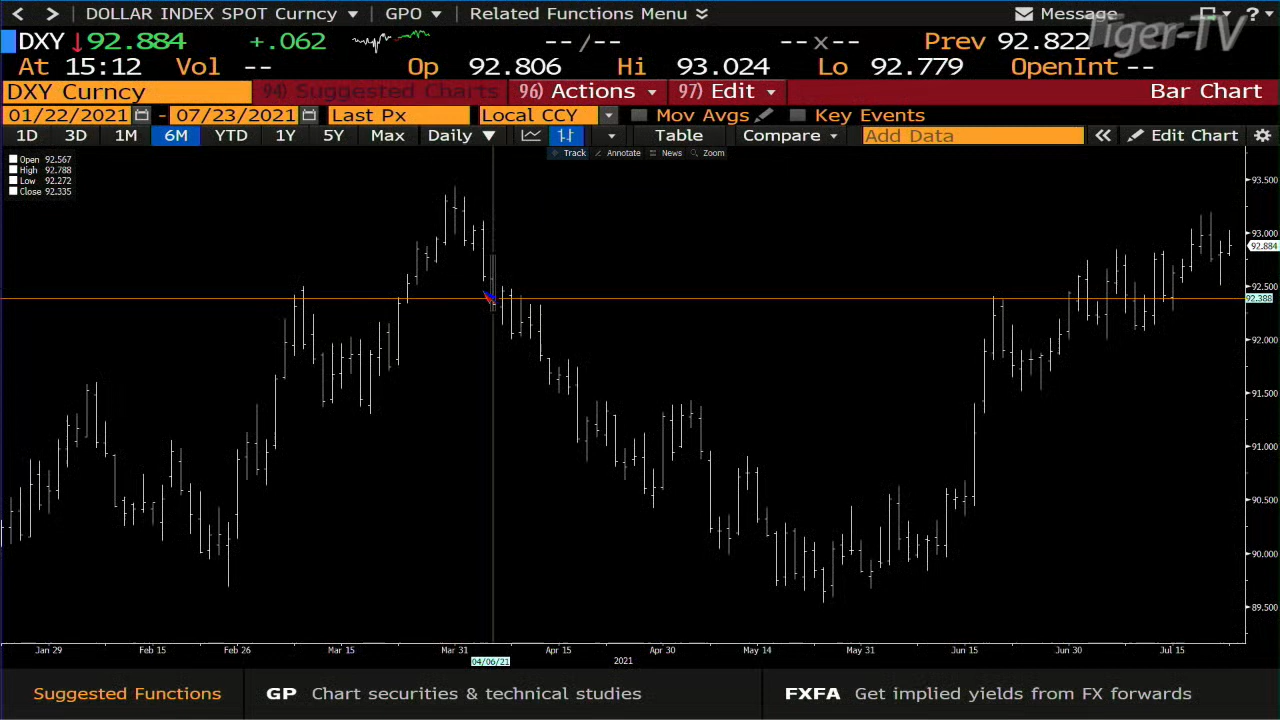 < > DOLLAR INDEX SPOT Curncy ▼ GPO ▼ Related Functions Menu Message ?
Tiger-TV
DXY ↓92.884 +.062 -- / -- -- x -- Prev 92.822
At 15:12 Vol -- Op 92.806 Hi 93.024 Lo 92.779 OpenInt --
DXY Curncy 94) Suggested Charts 96) Actions 97) Edit Bar Chart
01/22/2021 - 07/23/2021 Last Px Local CCY Mov Avgs Key Events
1D 3D 1M 6M YTD 1Y 5Y Max Daily ▼ Table Compare Add Data « Edit Chart
Track Annotate News Zoom
Open 92.567
High 92.788
Low 92.272
Close 92.335
93.500
93.000
92.884
92.500
92.388
92.000
91.500
91.000
90.500
90.000
89.500
Jan 29 Feb 15 Feb 26 Mar 15 Mar 31 Apr 15 Apr 30 May 14 May 31 Jun 15 Jun 30 Jul 15
04/06/21 2021
Suggested Functions GP Chart securities & technical studies FXFA Get implied yields from FX forwards